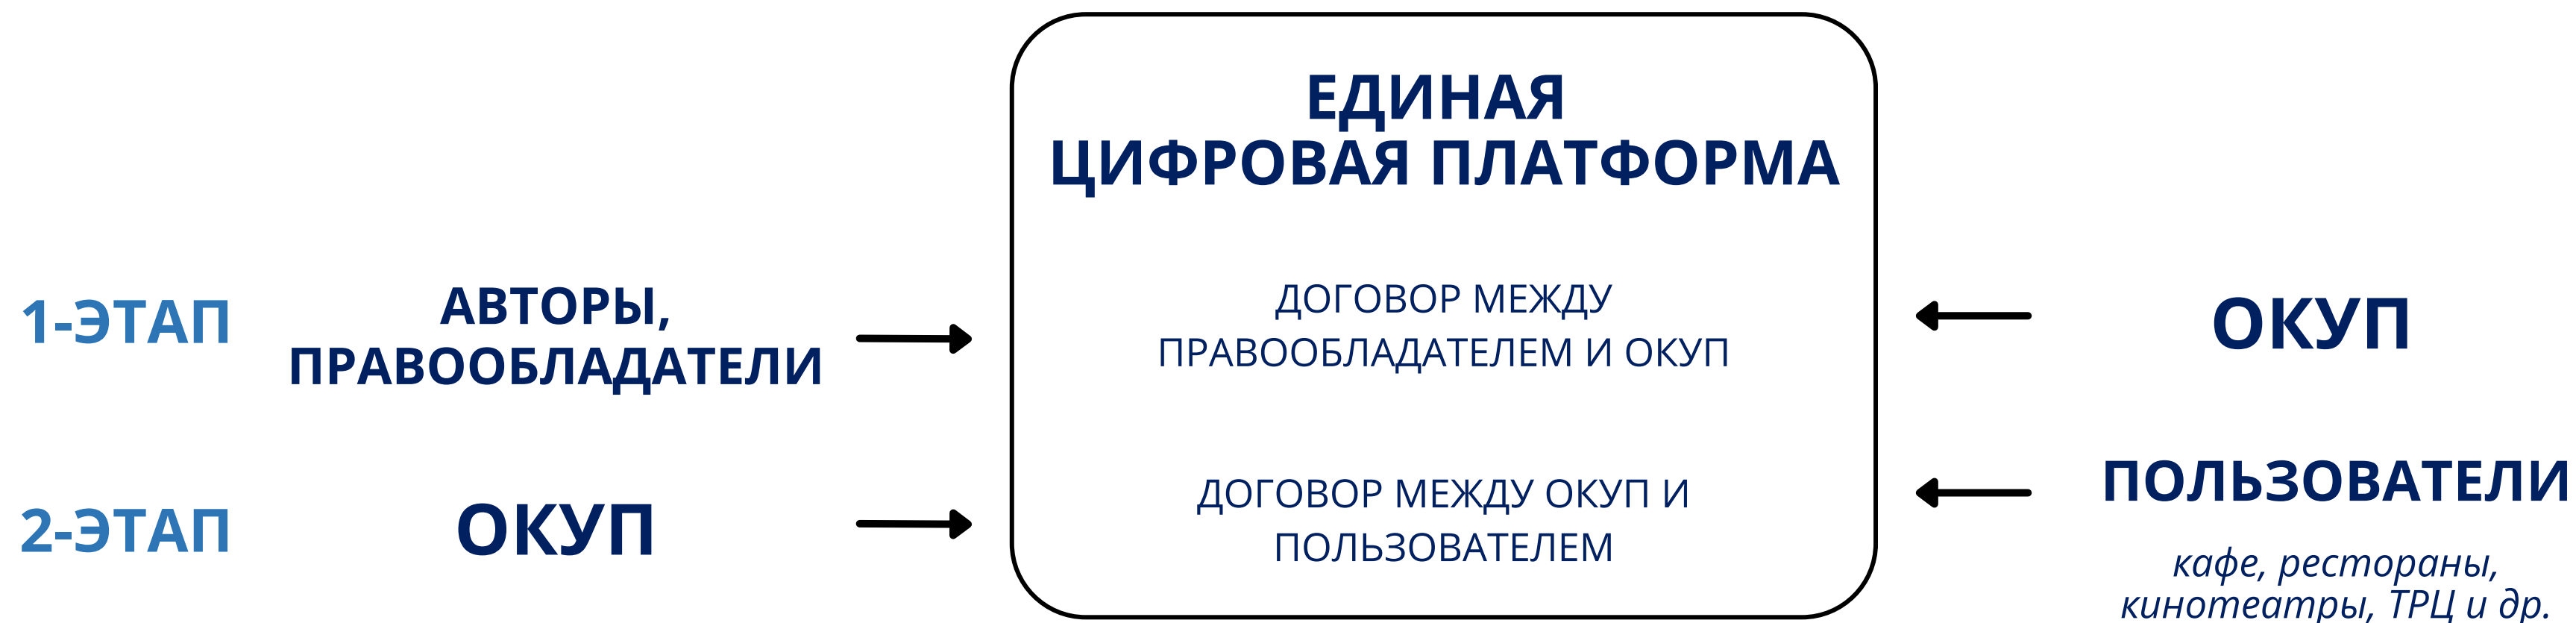 ЕДИНАЯ
ЦИФРОВАЯ ПЛАТФОРМА
1-ЭТАП
АВТОРЫ,
ПРАВООБЛАДАТЕЛИ
ДОГОВОР МЕЖДУ
ПРАВООБЛАДАТЕЛЕМ И ОКУП
ОКУП
2-ЭТАП
ОКУП
ДОГОВОР МЕЖДУ ОКУП И
ПОЛЬЗОВАТЕЛЕМ
ПОЛЬЗОВАТЕЛИ
кафе, рестораны,
кинотеатры, ТРЦ и др.